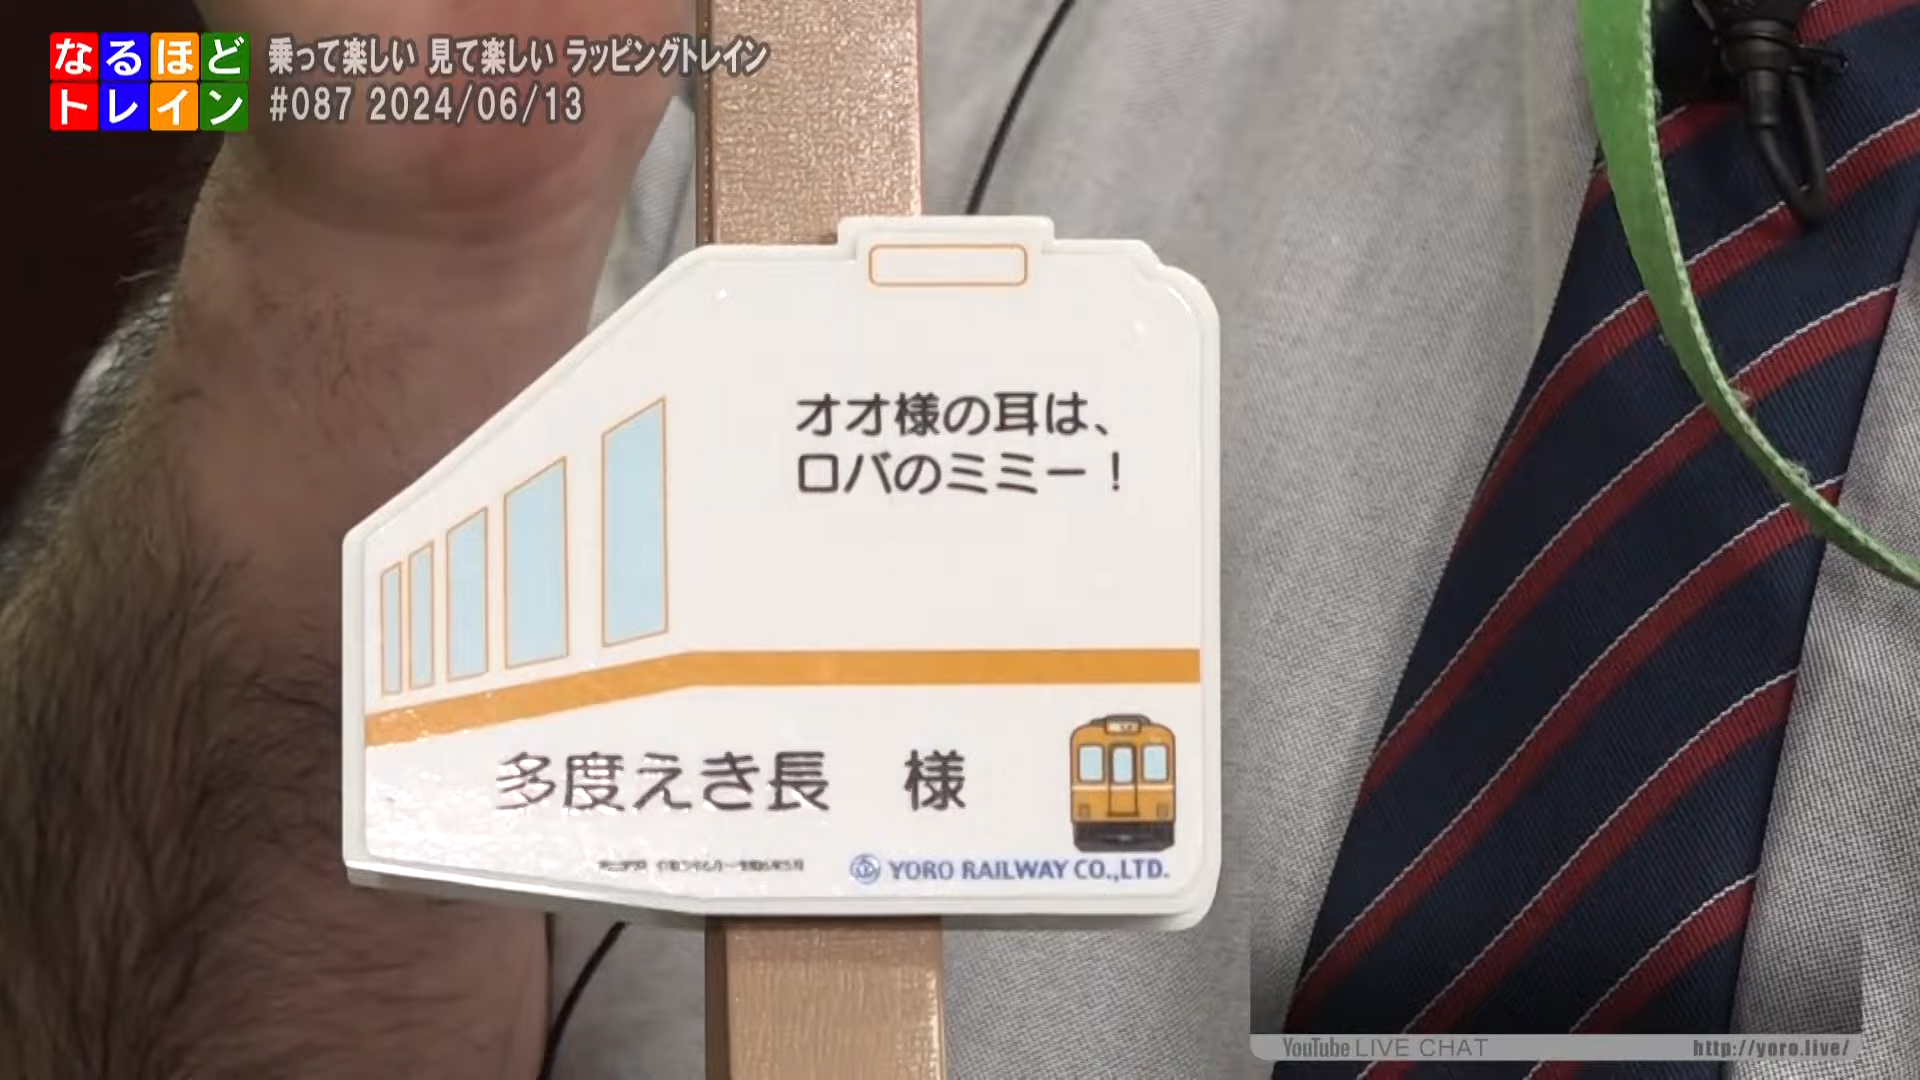 なるほど
トレイン
乗って楽しい 見て楽しい ラッピングトレイン
#087 2024/06/13
オオ様の耳は、
ロバのミミー！
多度えき長　様
YORO RAILWAY CO.,LTD.
YouTube LIVE CHAT
http://yoro.live/